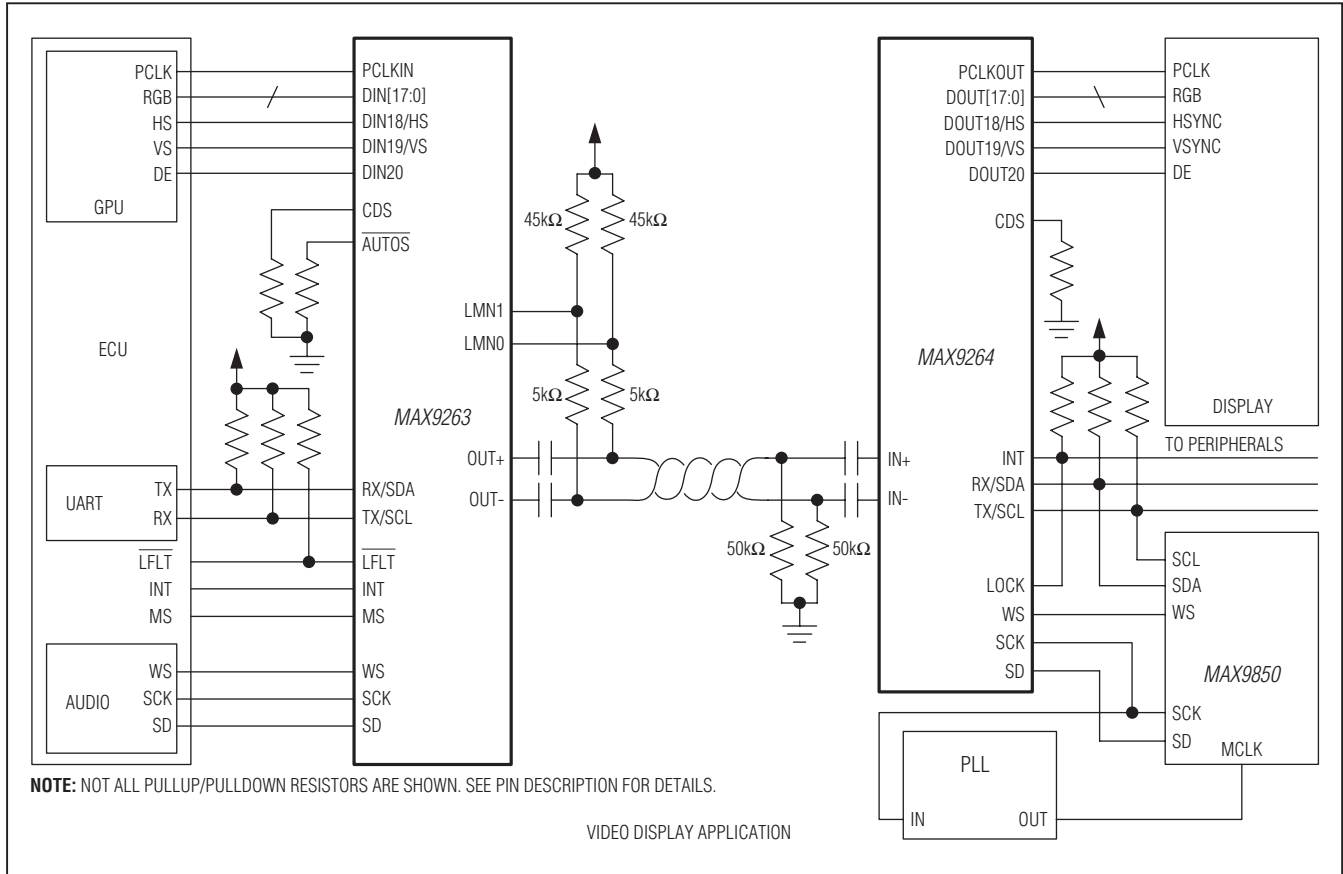 PCLK
RGB
HS
VS
DE
GPU
ECU
UART
TX
RX
LFLT
INT
MS
AUDIO
WS
SCK
SD
PCLKIN
DIN[17:0]
DIN18/HS
DIN19/VS
DIN20
CDS
AUTOS
LMN1
LMN0
MAX9263
OUT+
OUT-
RX/SDA
TX/SCL
LFLT
INT
MS
WS
SCK
SD
45kΩ
45kΩ
5kΩ
5kΩ
50kΩ
50kΩ
PCLKOUT
DOUT[17:0]
DOUT18/HS
DOUT19/VS
DOUT20
CDS
MAX9264
IN+
IN-
INT
RX/SDA
TX/SCL
LOCK
WS
SCK
SD
PCLK
RGB
HSYNC
VSYNC
DE
DISPLAY
TO PERIPHERALS
SCL
SDA
WS
MAX9850
SCK
SD
MCLK
PLL
IN
OUT
NOTE: NOT ALL PULLUP/PULLDOWN RESISTORS ARE SHOWN. SEE PIN DESCRIPTION FOR DETAILS.
VIDEO DISPLAY APPLICATION